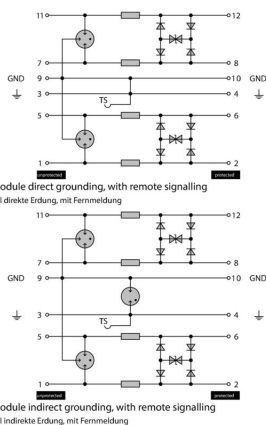 11 12
7 8
GND 9 10 GND
3 4
TS
5 6
1 2
unprotected protected
odule direct grounding, with remote signalling
l direkte Erdung, mit Fernmeldung
11 12
7 8
GND 9 10 GND
3 4
TS
5 6
1 2
unprotected protected
odule indirect grounding, with remote signalling
l indirekte Erdung, mit Fernmeldung